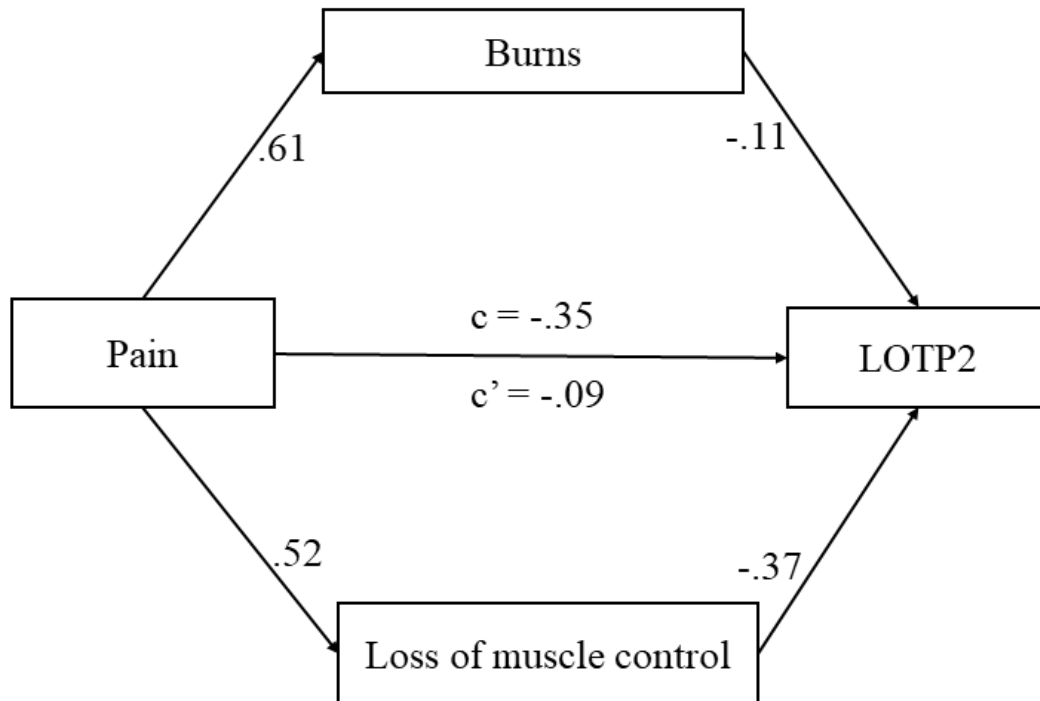 Burns
.61
-.11
c = -.35
Pain
LOTP2
c’ = -.09
.52
-.37
Loss of muscle control